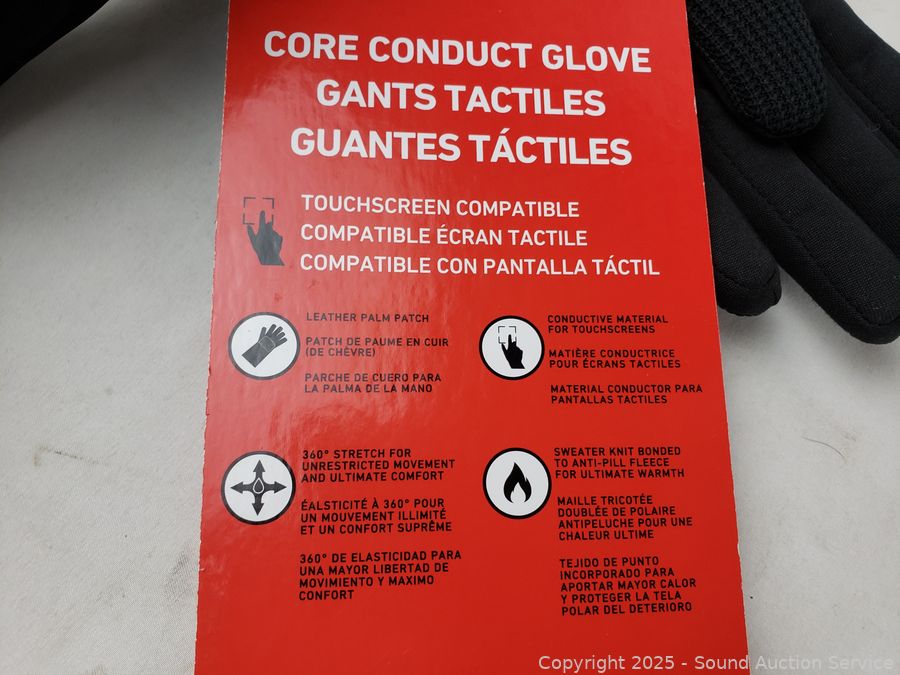 CORE CONDUCT GLOVE
GANTS TACTILES
GUANTES TÁCTILES
TOUCHSCREEN COMPATIBLE
COMPATIBLE ÉCRAN TACTILE
COMPATIBLE CON PANTALLA TÁCTIL
LEATHER PALM PATCH
PATCH DE PAUME EN CUIR
(DE CHÈVRE)
PARCHE DE CUERO PARA
LA PALMA DE LA MANO
CONDUCTIVE MATERIAL
FOR TOUCHSCREENS
MATIÈRE CONDUCTRICE
POUR ÉCRANS TACTILES
MATERIAL CONDUCTOR PARA
PANTALLAS TACTILES
360° STRETCH FOR
UNRESTRICTED MOVEMENT
AND ULTIMATE COMFORT
ÉALSTICITÉ À 360° POUR
UN MOUVEMENT ILLIMITÉ
ET UN CONFORT SUPRÊME
360° DE ELASTICIDAD PARA
UNA MAYOR LIBERTAD DE
MOVIMIENTO Y MAXIMO
CONFORT
SWEATER KNIT BONDED
TO ANTI-PILL FLEECE
FOR ULTIMATE WARMTH
MAILLE TRICOTÉE
DOUBLÉE DE POLAIRE
ANTIPELUCHE POUR UNE
CHALEUR ULTIME
TEJIDO DE PUNTO
INCORPORADO PARA
APORTAR MAYOR CALOR
Y PROTEGER LA TELA
POLAR DEL DETERIORO
Copyright 2025 - Sound Auction Service